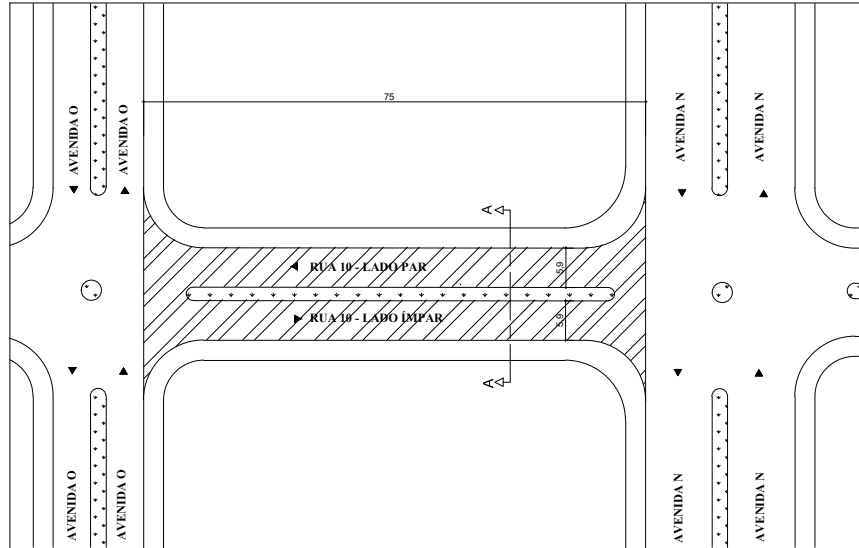 AVENIDA O
AVENIDA O
AVENIDA N
AVENIDA N
75
A
RUA 10 - LADO PAR
5,9
RUA 10 - LADO ÍMPAR
5,9
A
AVENIDA O
AVENIDA O
AVENIDA N
AVENIDA N